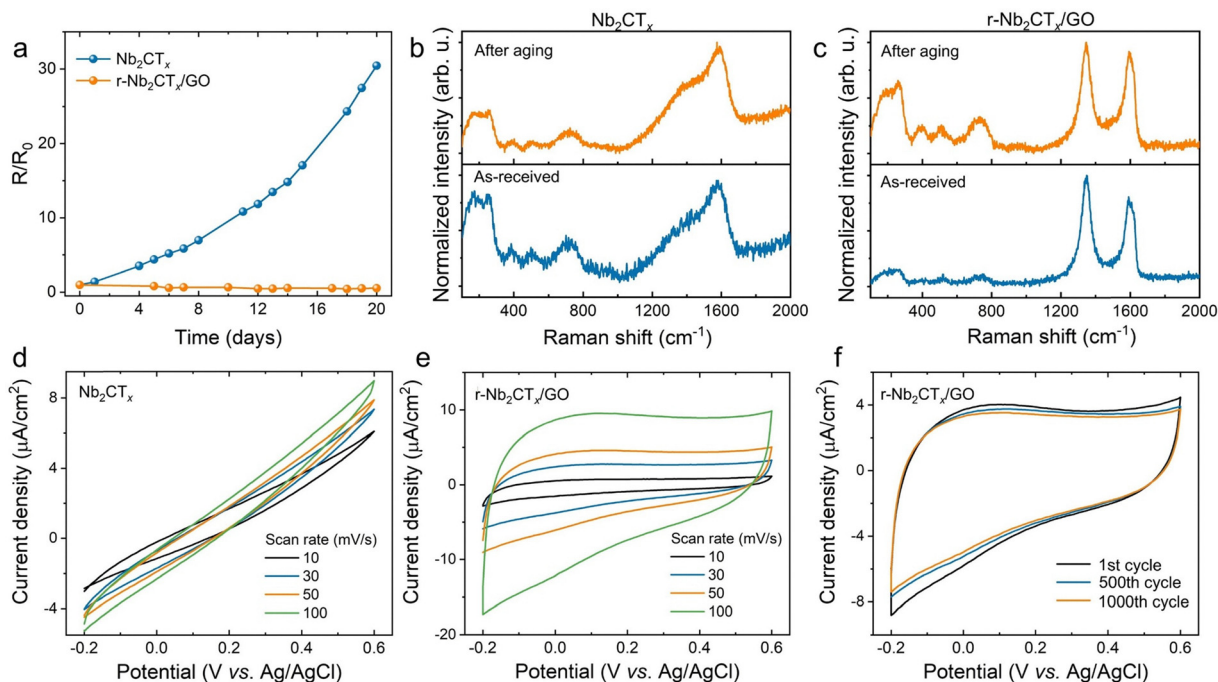 a
Nb₂CTₓ
r-Nb₂CTₓ/GO
30
20
10
0
R/R₀
0 4 8 12 16 20
Time (days)
b
Nb₂CTₓ
After aging
As-received
Normalized intensity (arb. u.)
400 800 1200 1600 2000
Raman shift (cm⁻¹)
c
r-Nb₂CTₓ/GO
After aging
As-received
Normalized intensity (arb. u.)
400 800 1200 1600 2000
Raman shift (cm⁻¹)
d
Nb₂CTₓ
8
4
0
-4
Current density (μA/cm²)
Scan rate (mV/s)
10
30
50
100
-0.2 0.0 0.2 0.4 0.6
Potential (V vs. Ag/AgCl)
e
r-Nb₂CTₓ/GO
10
0
-10
-20
Current density (μA/cm²)
Scan rate (mV/s)
10
30
50
100
-0.2 0.0 0.2 0.4 0.6
Potential (V vs. Ag/AgCl)
f
r-Nb₂CTₓ/GO
4
0
-4
-8
Current density (μA/cm²)
1st cycle
500th cycle
1000th cycle
-0.2 0.0 0.2 0.4 0.6
Potential (V vs. Ag/AgCl)